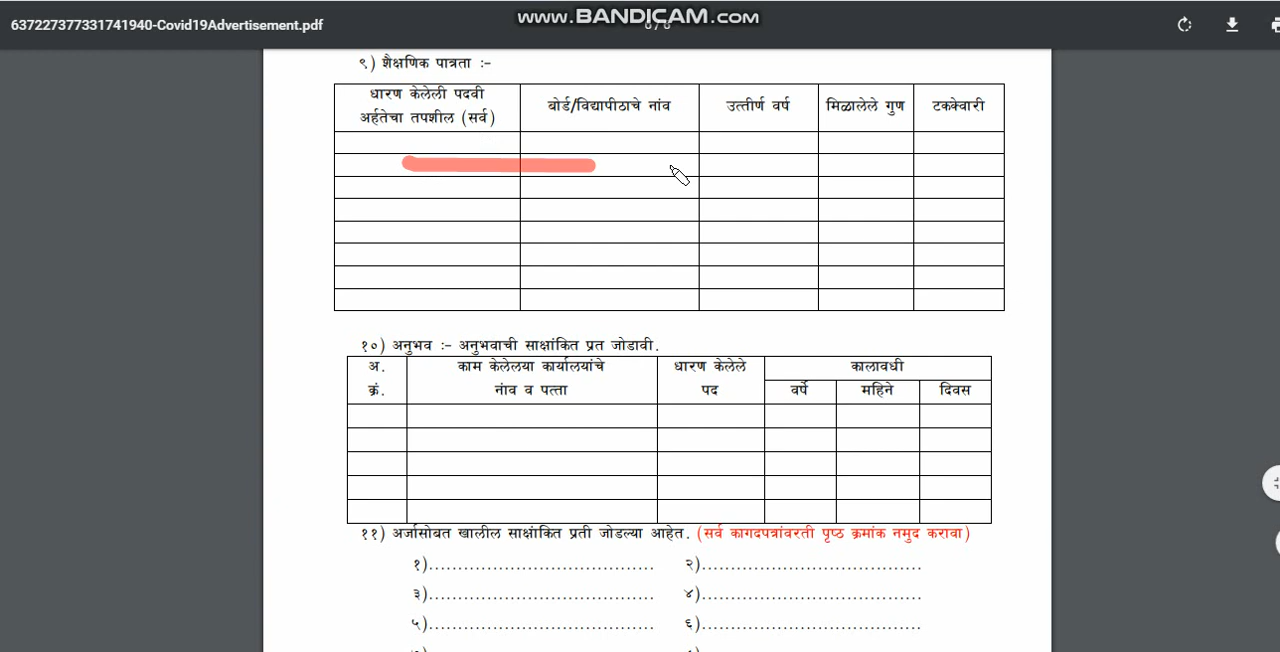 www.BANDICAM.com
637227377331741940-Covid19Advertisement.pdf
९) शैक्षणिक पात्रता :-
धारण केलेली पदवी अर्हतेचा तपशील (सर्व)
बोर्ड/विद्यापीठाचे नांव
उत्तीर्ण वर्ष
मिळालेले गुण
टक्केवारी
१०) अनुभव :- अनुभवाची साक्षांकित प्रत जोडावी.
अ. क्रं.
काम केलेलया कार्यालयांचे नांव व पत्ता
धारण केलेले पद
कालावधी
वर्षे
महिने
दिवस
११) अर्जासोबत खालील साक्षांकित प्रती जोडल्या आहेत. (सर्व कागदपत्रांवरती पृष्ठ क्रमांक नमुद करावा)
१)....................................... २)......................................
३)....................................... ४)......................................
५)....................................... ६)......................................